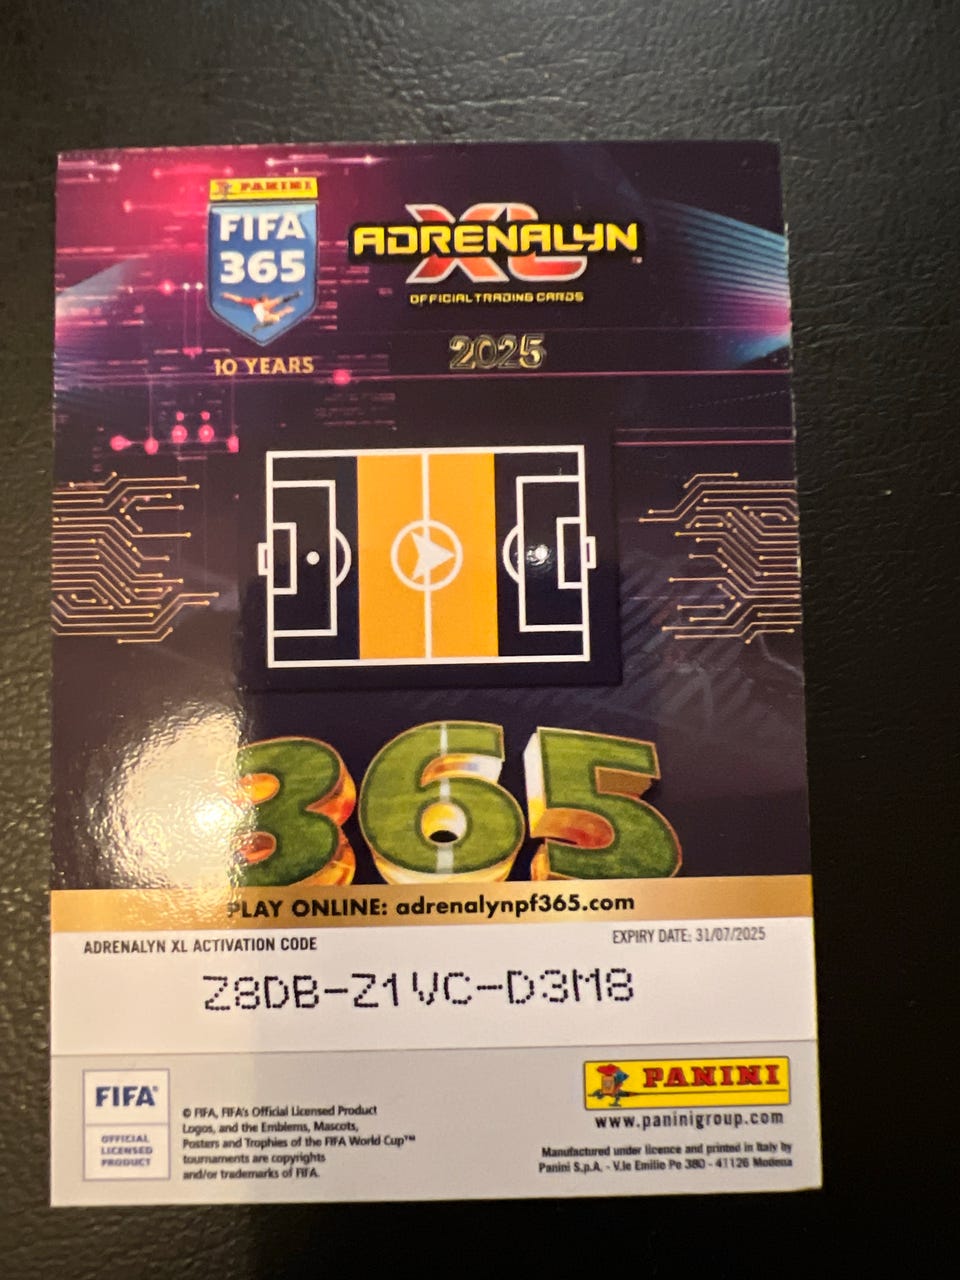 PANINI
FIFA
365
10 YEARS
ADRENALYN
XL
™
OFFICIAL TRADING CARDS
2025
365
PLAY ONLINE: adrenalynpf365.com
ADRENALYN XL ACTIVATION CODE
EXPIRY DATE: 31/07/2025
Z8DB-Z1VC-D3M8
FIFA®
OFFICIAL
LICENSED
PRODUCT
© FIFA, FIFA's Official Licensed Product
Logos, and the Emblems, Mascots,
Posters and Trophies of the FIFA World Cup™
tournaments are copyrights
and/or trademarks of FIFA.
PANINI
www.paninigroup.com
Manufactured under licence and printed in Italy by
Panini S.p.A. - V.le Emilio Po 380 - 41126 Modena